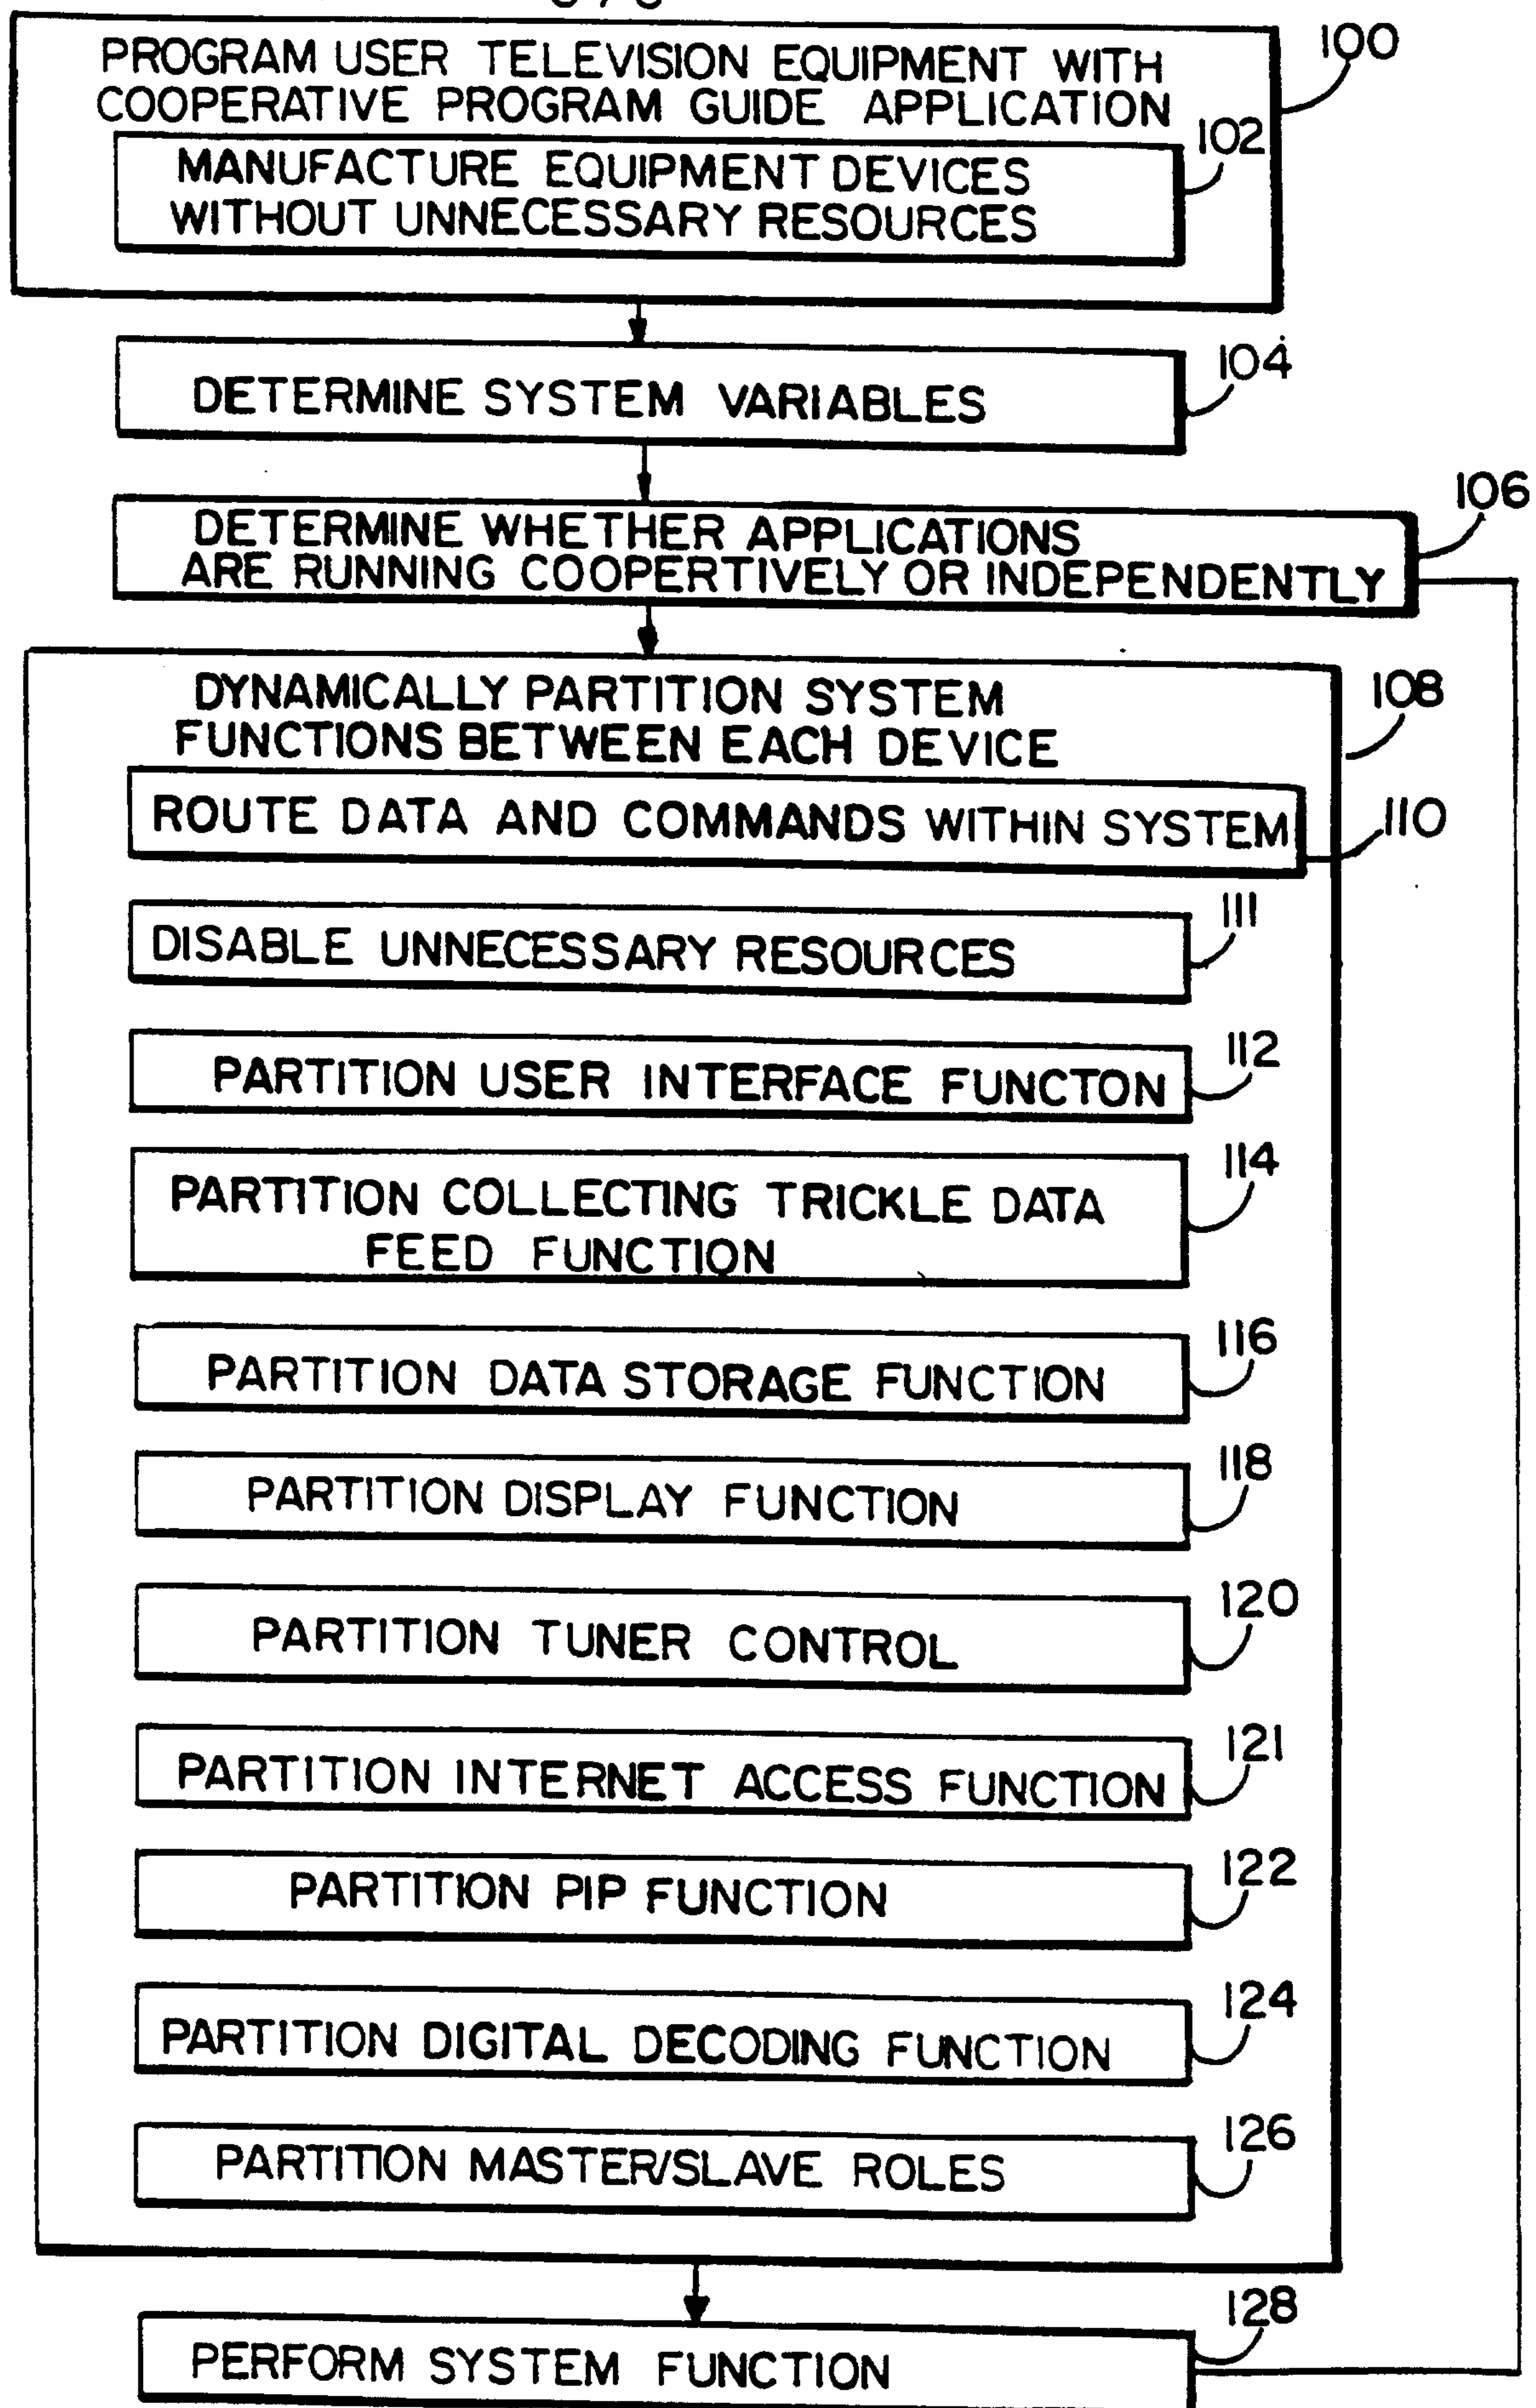 PROGRAM USER TELEVISION EQUIPMENT WITH
COOPERATIVE PROGRAM GUIDE APPLICATION
100
MANUFACTURE EQUIPMENT DEVICES
WITHOUT UNNECESSARY RESOURCES
102
DETERMINE SYSTEM VARIABLES
104
DETERMINE WHETHER APPLICATIONS
ARE RUNNING COOPERTIVELY OR INDEPENDENTLY
106
DYNAMICALLY PARTITION SYSTEM
FUNCTIONS BETWEEN EACH DEVICE
108
ROUTE DATA AND COMMANDS WITHIN SYSTEM
110
DISABLE UNNECESSARY RESOURCES
111
PARTITION USER INTERFACE FUNCTON
112
PARTITION COLLECTING TRICKLE DATA
FEED FUNCTION
114
PARTITION DATA STORAGE FUNCTION
116
PARTITION DISPLAY FUNCTION
118
PARTITION TUNER CONTROL
120
PARTITION INTERNET ACCESS FUNCTION
121
PARTITION PIP FUNCTION
122
PARTITION DIGITAL DECODING FUNCTION
124
PARTITION MASTER/SLAVE ROLES
126
PERFORM SYSTEM FUNCTION
128